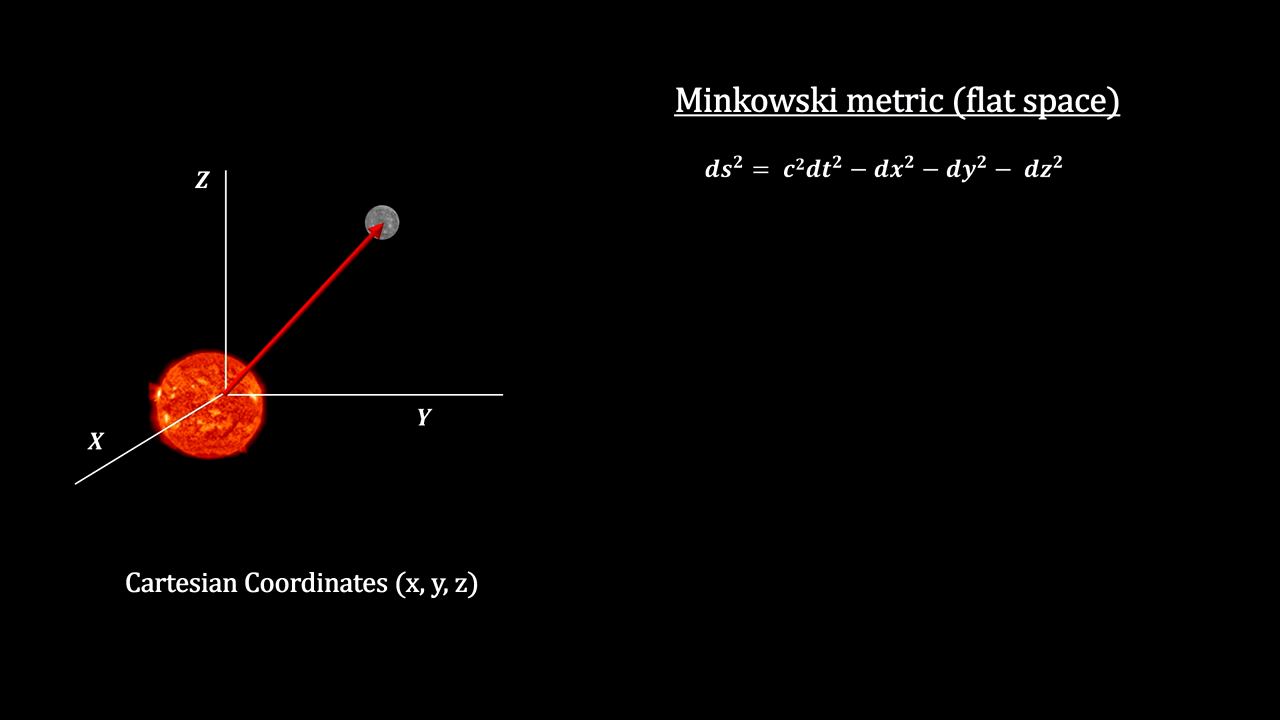 Minkowski metric (flat space)
ds² = c²dt² − dx² − dy² − dz²
Z
Y
X
Cartesian Coordinates (x, y, z)